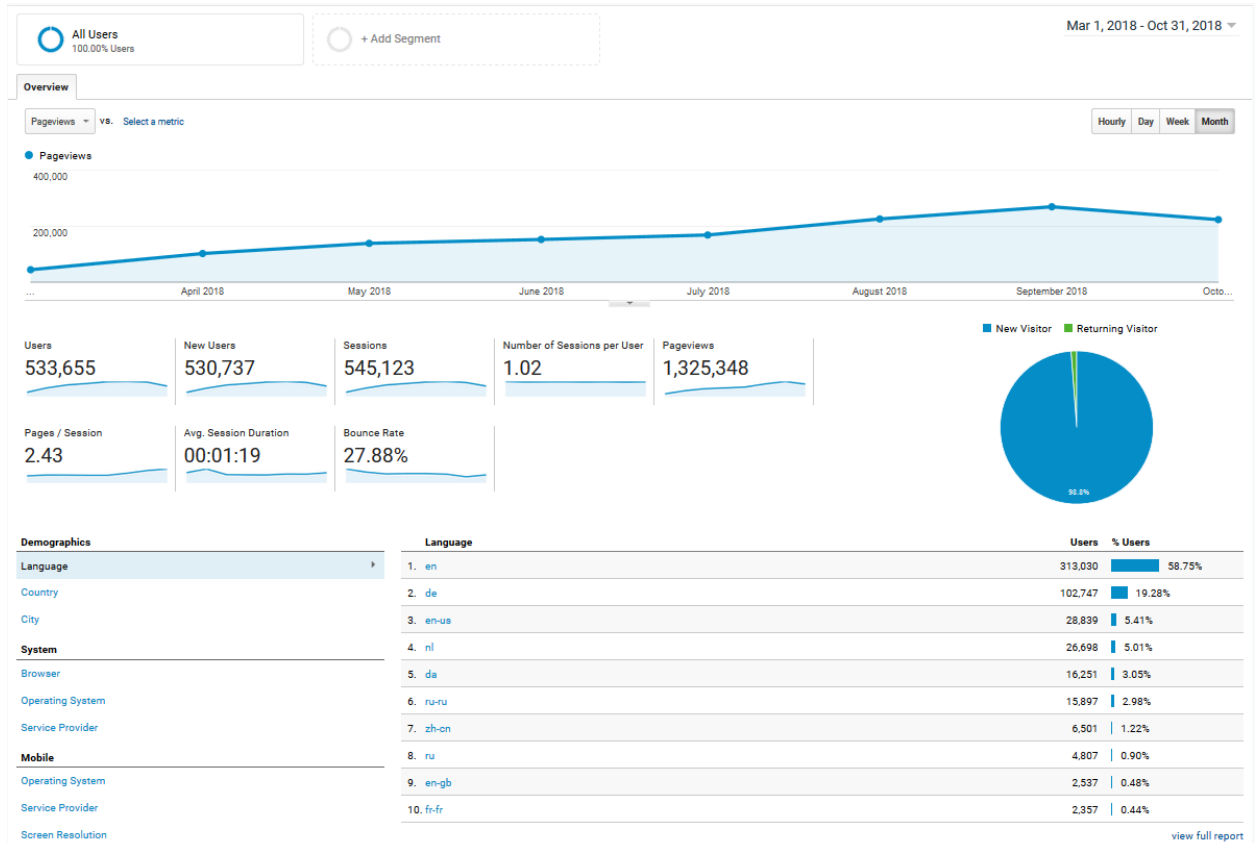 All Users
100.00% Users
+ Add Segment
Mar 1, 2018 - Oct 31, 2018
Overview
Pageviews VS. Select a metric
Hourly Day Week Month
Pageviews
400,000
200,000
... April 2018 May 2018 June 2018 July 2018 August 2018 September 2018 Octo...
New Visitor Returning Visitor
Users
533,655
New Users
530,737
Sessions
545,123
Number of Sessions per User
1.02
Pageviews
1,325,348
Pages / Session
2.43
Avg. Session Duration
00:01:19
Bounce Rate
27.88%
98.8%
Demographics
Language
Country
City
System
Browser
Operating System
Service Provider
Mobile
Operating System
Service Provider
Screen Resolution
Language Users % Users
1. en 313,030 58.75%
2. de 102,747 19.28%
3. en-us 28,839 5.41%
4. nl 26,698 5.01%
5. da 16,251 3.05%
6. ru-ru 15,897 2.98%
7. zh-cn 6,501 1.22%
8. ru 4,807 0.90%
9. en-gb 2,537 0.48%
10. fr-fr 2,357 0.44%
view full report